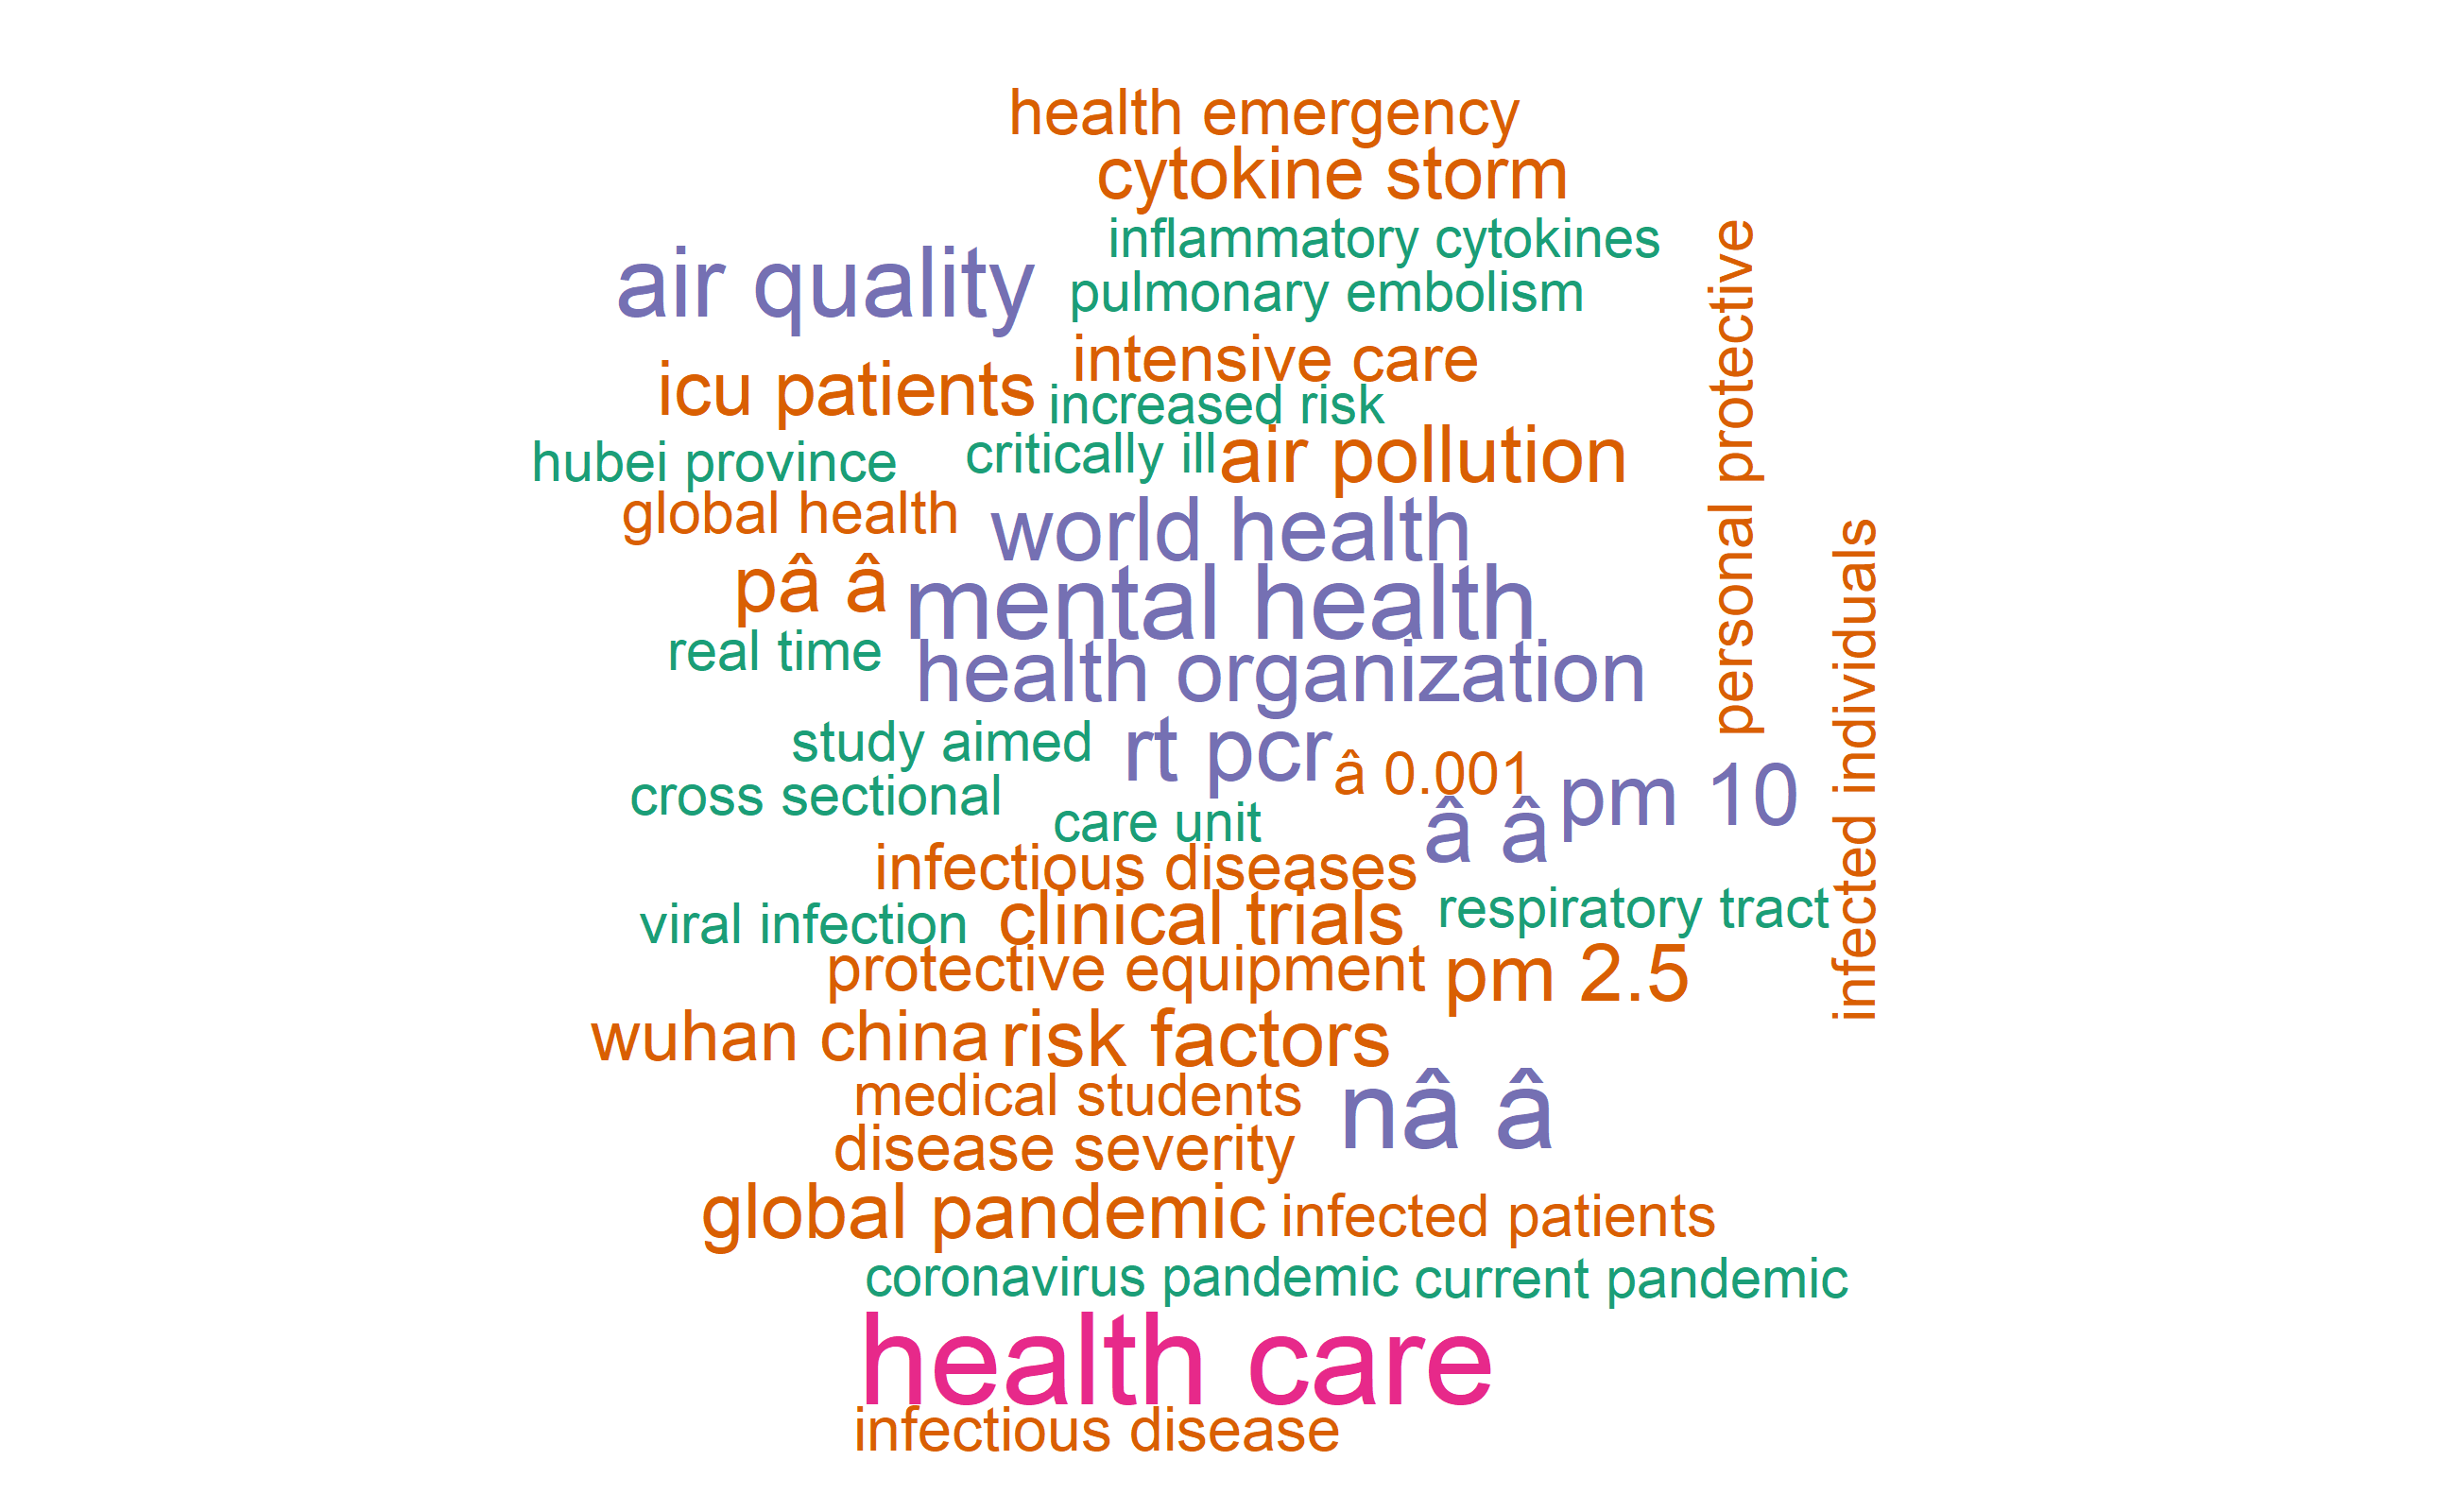 health emergency
cytokine storm
inflammatory cytokines
air quality
pulmonary embolism
personal protective
intensive care
icu patients
increased risk
critically ill
air pollution
hubei province
global health
world health
pâ â
mental health
infected individuals
real time
health organization
study aimed
rt pcr
â 0.001
pm 10
cross sectional
care unit
â â
infectious diseases
viral infection
clinical trials
respiratory tract
protective equipment
pm 2.5
wuhan china
risk factors
medical students
nâ â
disease severity
global pandemic
infected patients
coronavirus pandemic
current pandemic
health care
infectious disease